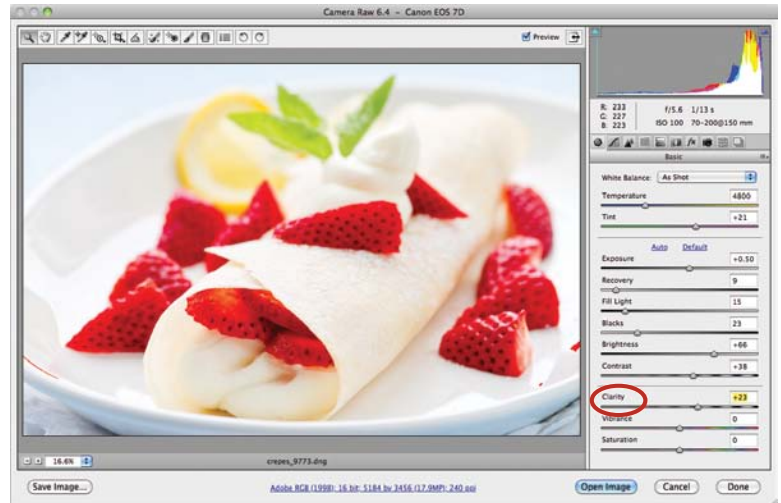 Camera Raw 6.4 – Canon EOS 7D
Preview
R: 233
G: 227
B: 223
f/5.6 1/13 s
ISO 100 70-200@150 mm
Basic
White Balance: As Shot
Temperature 4800
Tint +21
Auto Default
Exposure +0.50
Recovery 9
Fill Light 15
Blacks 23
Brightness +66
Contrast +38
Clarity +23
Vibrance 0
Saturation 0
16.6% crepes_9773.dng
Save Image... Adobe RGB (1998); 16 bit; 5184 by 3456 (17.9MP); 240 ppi Open Image Cancel Done